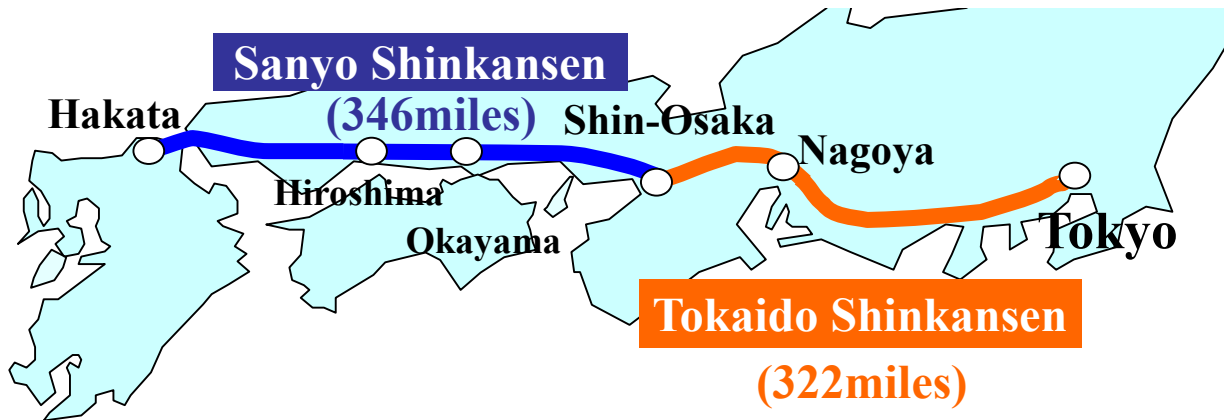 Sanyo Shinkansen
(346miles)
Hakata
Shin-Osaka
Nagoya
Hiroshima
Okayama
Tokyo
Tokaido Shinkansen
(322miles)